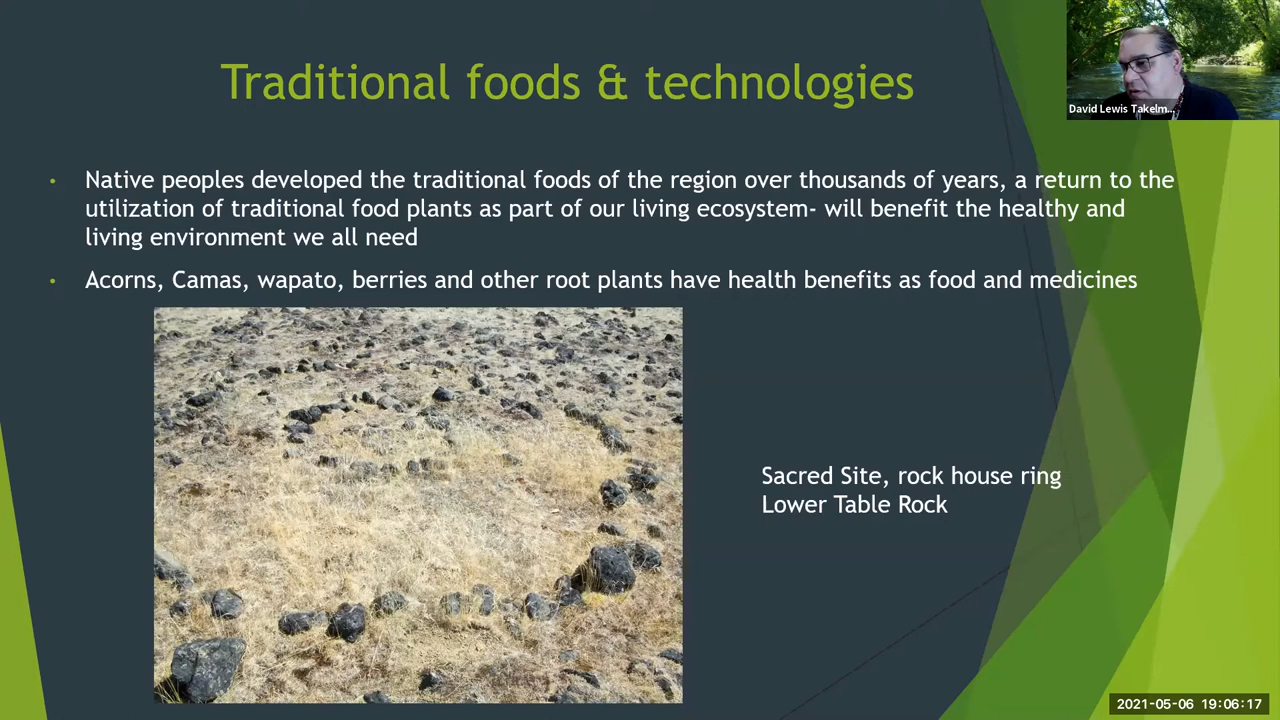 Traditional foods & technologies
David Lewis Takelm...
• Native peoples developed the traditional foods of the region over thousands of years, a return to the
utilization of traditional food plants as part of our living ecosystem- will benefit the healthy and
living environment we all need
• Acorns, Camas, wapato, berries and other root plants have health benefits as food and medicines
Sacred Site, rock house ring
Lower Table Rock
2021-05-06 19:06:17